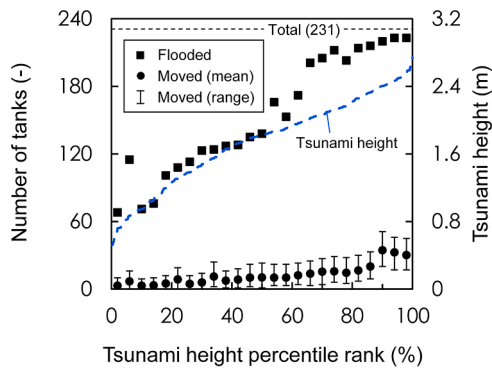 Total (231)
Flooded
Moved (mean)
Moved (range)
Tsunami height
Number of tanks (-)
240
180
120
60
0
Tsunami height (m)
3.2
2.4
1.6
0.8
0
0
20
40
60
80
100
Tsunami height percentile rank (%)